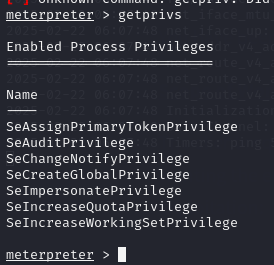 [-] Unknown command: getpriv. Did
meterpreter > getprivs
Enabled Process Privileges
==========================
Name
----
SeAssignPrimaryTokenPrivilege
SeAuditPrivilege
SeChangeNotifyPrivilege
SeCreateGlobalPrivilege
SeImpersonatePrivilege
SeIncreaseQuotaPrivilege
SeIncreaseWorkingSetPrivilege
meterpreter >